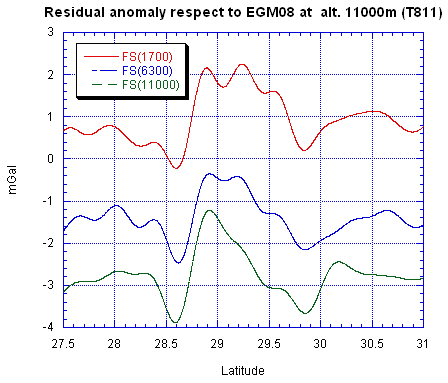 Residual anomaly respect to EGM08 at alt. 11000m (T811)
3
FS(1700)
FS(6300)
FS(11000)
2
1
0
mGal
-1
-2
-3
-4
27.5 28 28.5 29 29.5 30 30.5 31
Latitude